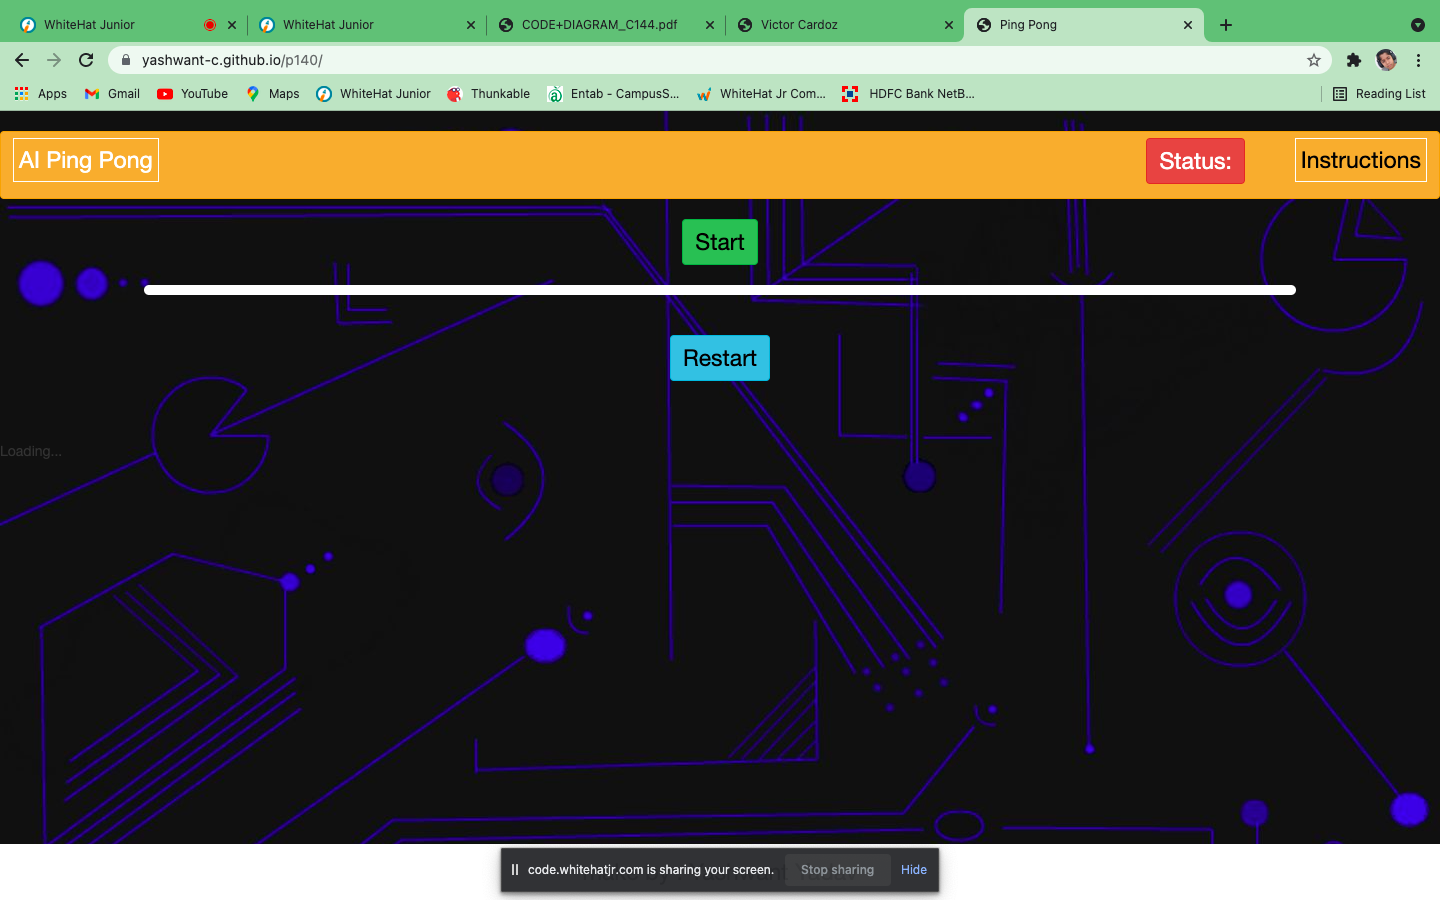 WhiteHat Junior
WhiteHat Junior
CODE+DIAGRAM_C144.pdf
Victor Cardoz
Ping Pong
yashwant-c.github.io/p140/
Apps
Gmail
YouTube
Maps
WhiteHat Junior
Thunkable
Entab - CampusS...
WhiteHat Jr Com...
HDFC Bank NetB...
Reading List
AI Ping Pong
Status:
Instructions
Start
Restart
Loading...
code.whitehatjr.com is sharing your screen.
Stop sharing
Hide